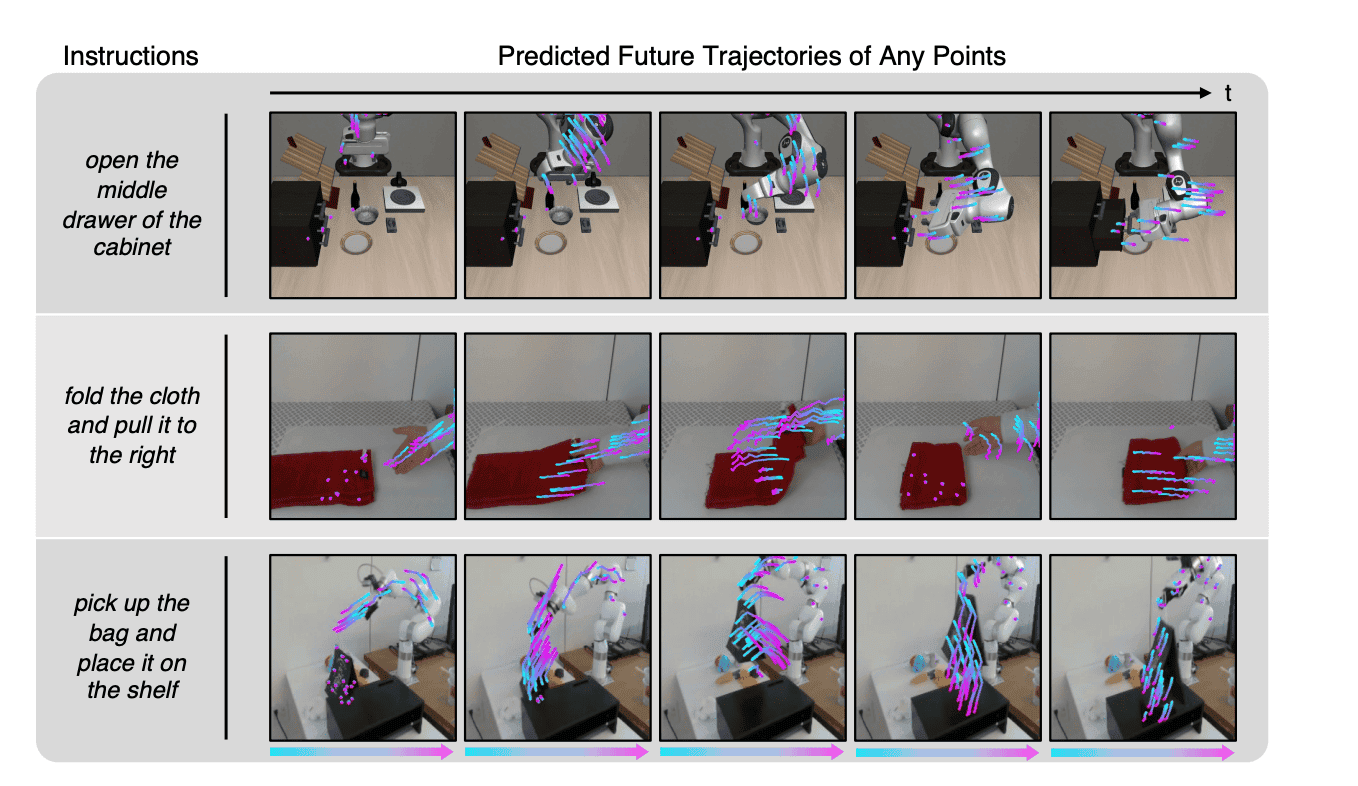 Instructions
Predicted Future Trajectories of Any Points
t
open the
middle
drawer of the
cabinet
fold the cloth
and pull it to
the right
pick up the
bag and
place it on
the shelf